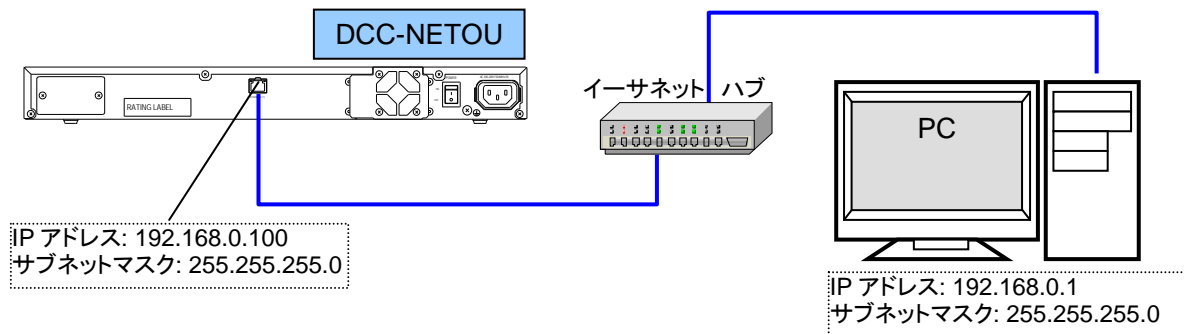 DCC-NETOU
RATING LABEL
イーサネット ハブ
PC
IP アドレス: 192.168.0.100
サブネットマスク: 255.255.255.0
IP アドレス: 192.168.0.1
サブネットマスク: 255.255.255.0